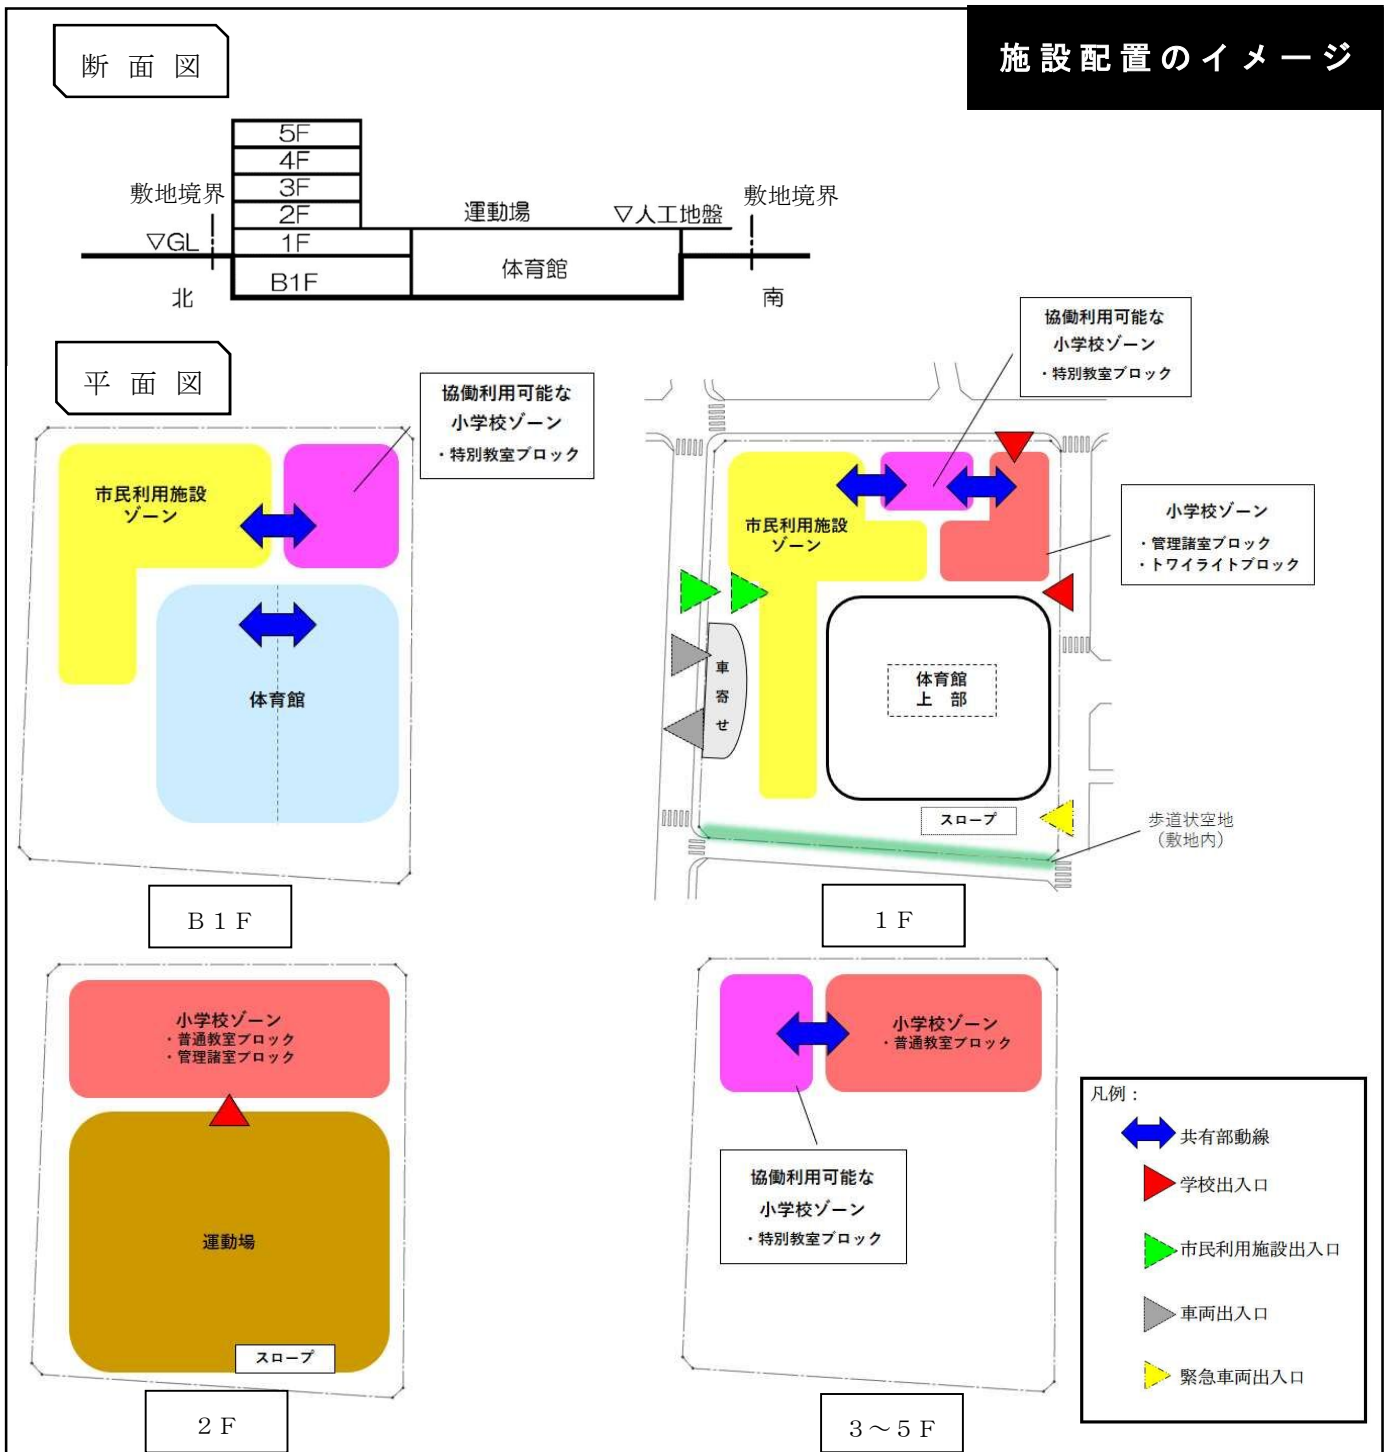 施設配置のイメージ
断面図
5F
4F
3F
2F
1F
B1F
敷地境界
▽GL
北
運動場
▽人工地盤
体育館
敷地境界
南
平面図
協働利用可能な
小学校ゾーン
・特別教室ブロック
市民利用施設
ゾーン
体育館
B1F
協働利用可能な
小学校ゾーン
・特別教室ブロック
市民利用施設
ゾーン
小学校ゾーン
・管理諸室ブロック
・トワイライトブロック
車寄せ
体育館
上部
スロープ
歩道状空地
(敷地内)
1F
小学校ゾーン
・普通教室ブロック
・管理諸室ブロック
運動場
スロープ
2F
小学校ゾーン
・普通教室ブロック
協働利用可能な
小学校ゾーン
・特別教室ブロック
3～5F
凡例：
共有部動線
学校出入口
市民利用施設出入口
車両出入口
緊急車両出入口